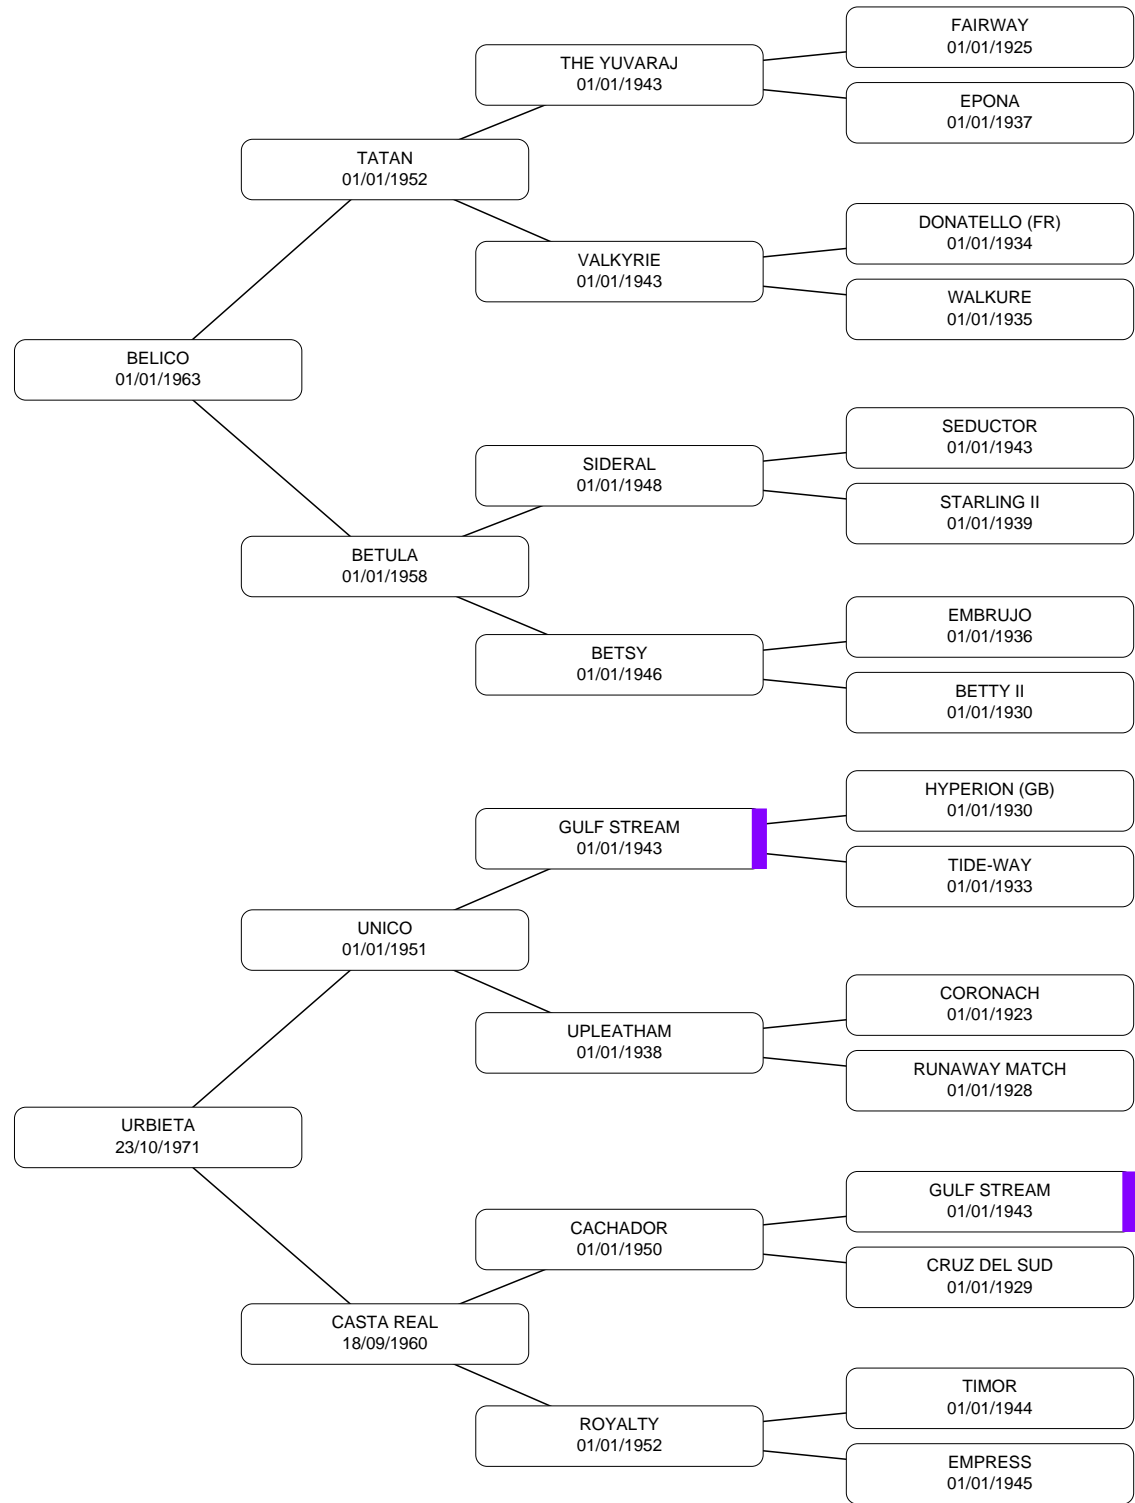 FAIRWAY
01/01/1925
THE YUVARAJ
01/01/1943
EPONA
01/01/1937
TATAN
01/01/1952
DONATELLO (FR)
01/01/1934
VALKYRIE
01/01/1943
WALKURE
01/01/1935
BELICO
01/01/1963
SEDUCTOR
01/01/1943
SIDERAL
01/01/1948
STARLING II
01/01/1939
BETULA
01/01/1958
EMBRUJO
01/01/1936
BETSY
01/01/1946
BETTY II
01/01/1930
HYPERION (GB)
01/01/1930
GULF STREAM
01/01/1943
TIDE-WAY
01/01/1933
UNICO
01/01/1951
CORONACH
01/01/1923
UPLEATHAM
01/01/1938
RUNAWAY MATCH
01/01/1928
URBIETA
23/10/1971
GULF STREAM
01/01/1943
CACHADOR
01/01/1950
CRUZ DEL SUD
01/01/1929
CASTA REAL
18/09/1960
TIMOR
01/01/1944
ROYALTY
01/01/1952
EMPRESS
01/01/1945